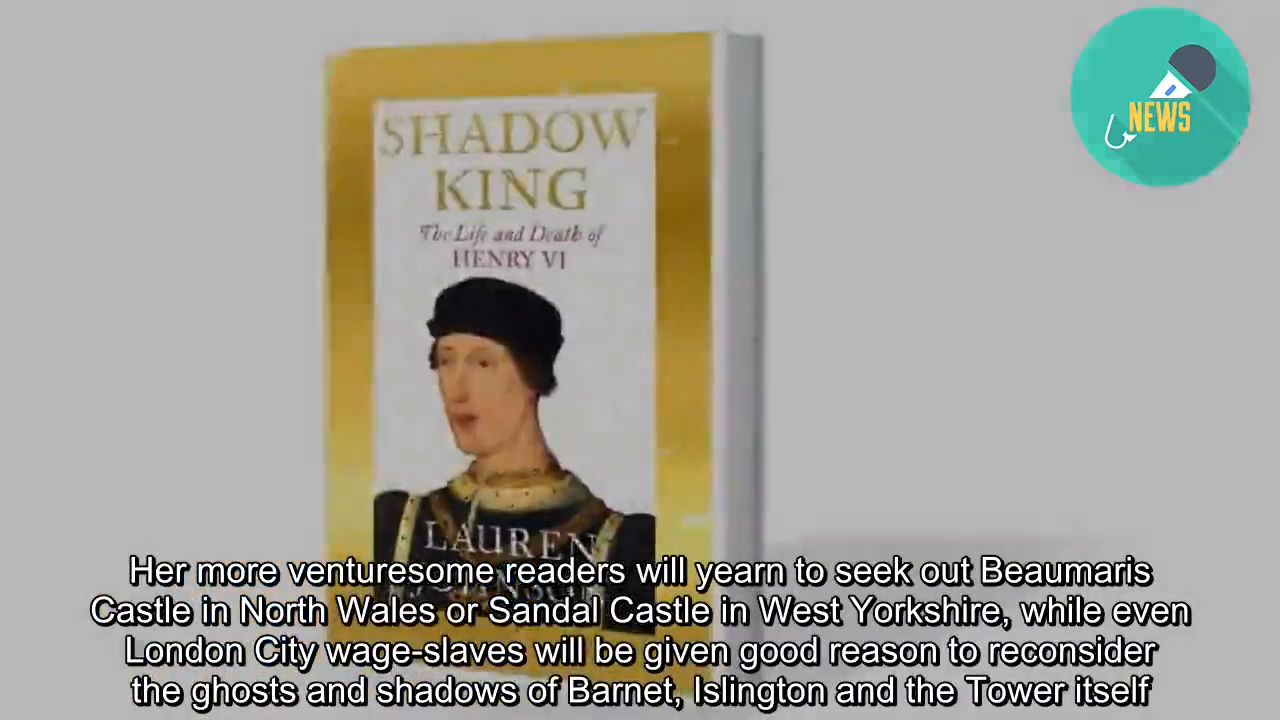 NEWS
SHADOW
KING
The Life and Death of
HENRY VI
LAUREN
Her more venturesome readers will yearn to seek out Beaumaris
Castle in North Wales or Sandal Castle in West Yorkshire, while even
London City wage-slaves will be given good reason to reconsider
the ghosts and shadows of Barnet, Islington and the Tower itself